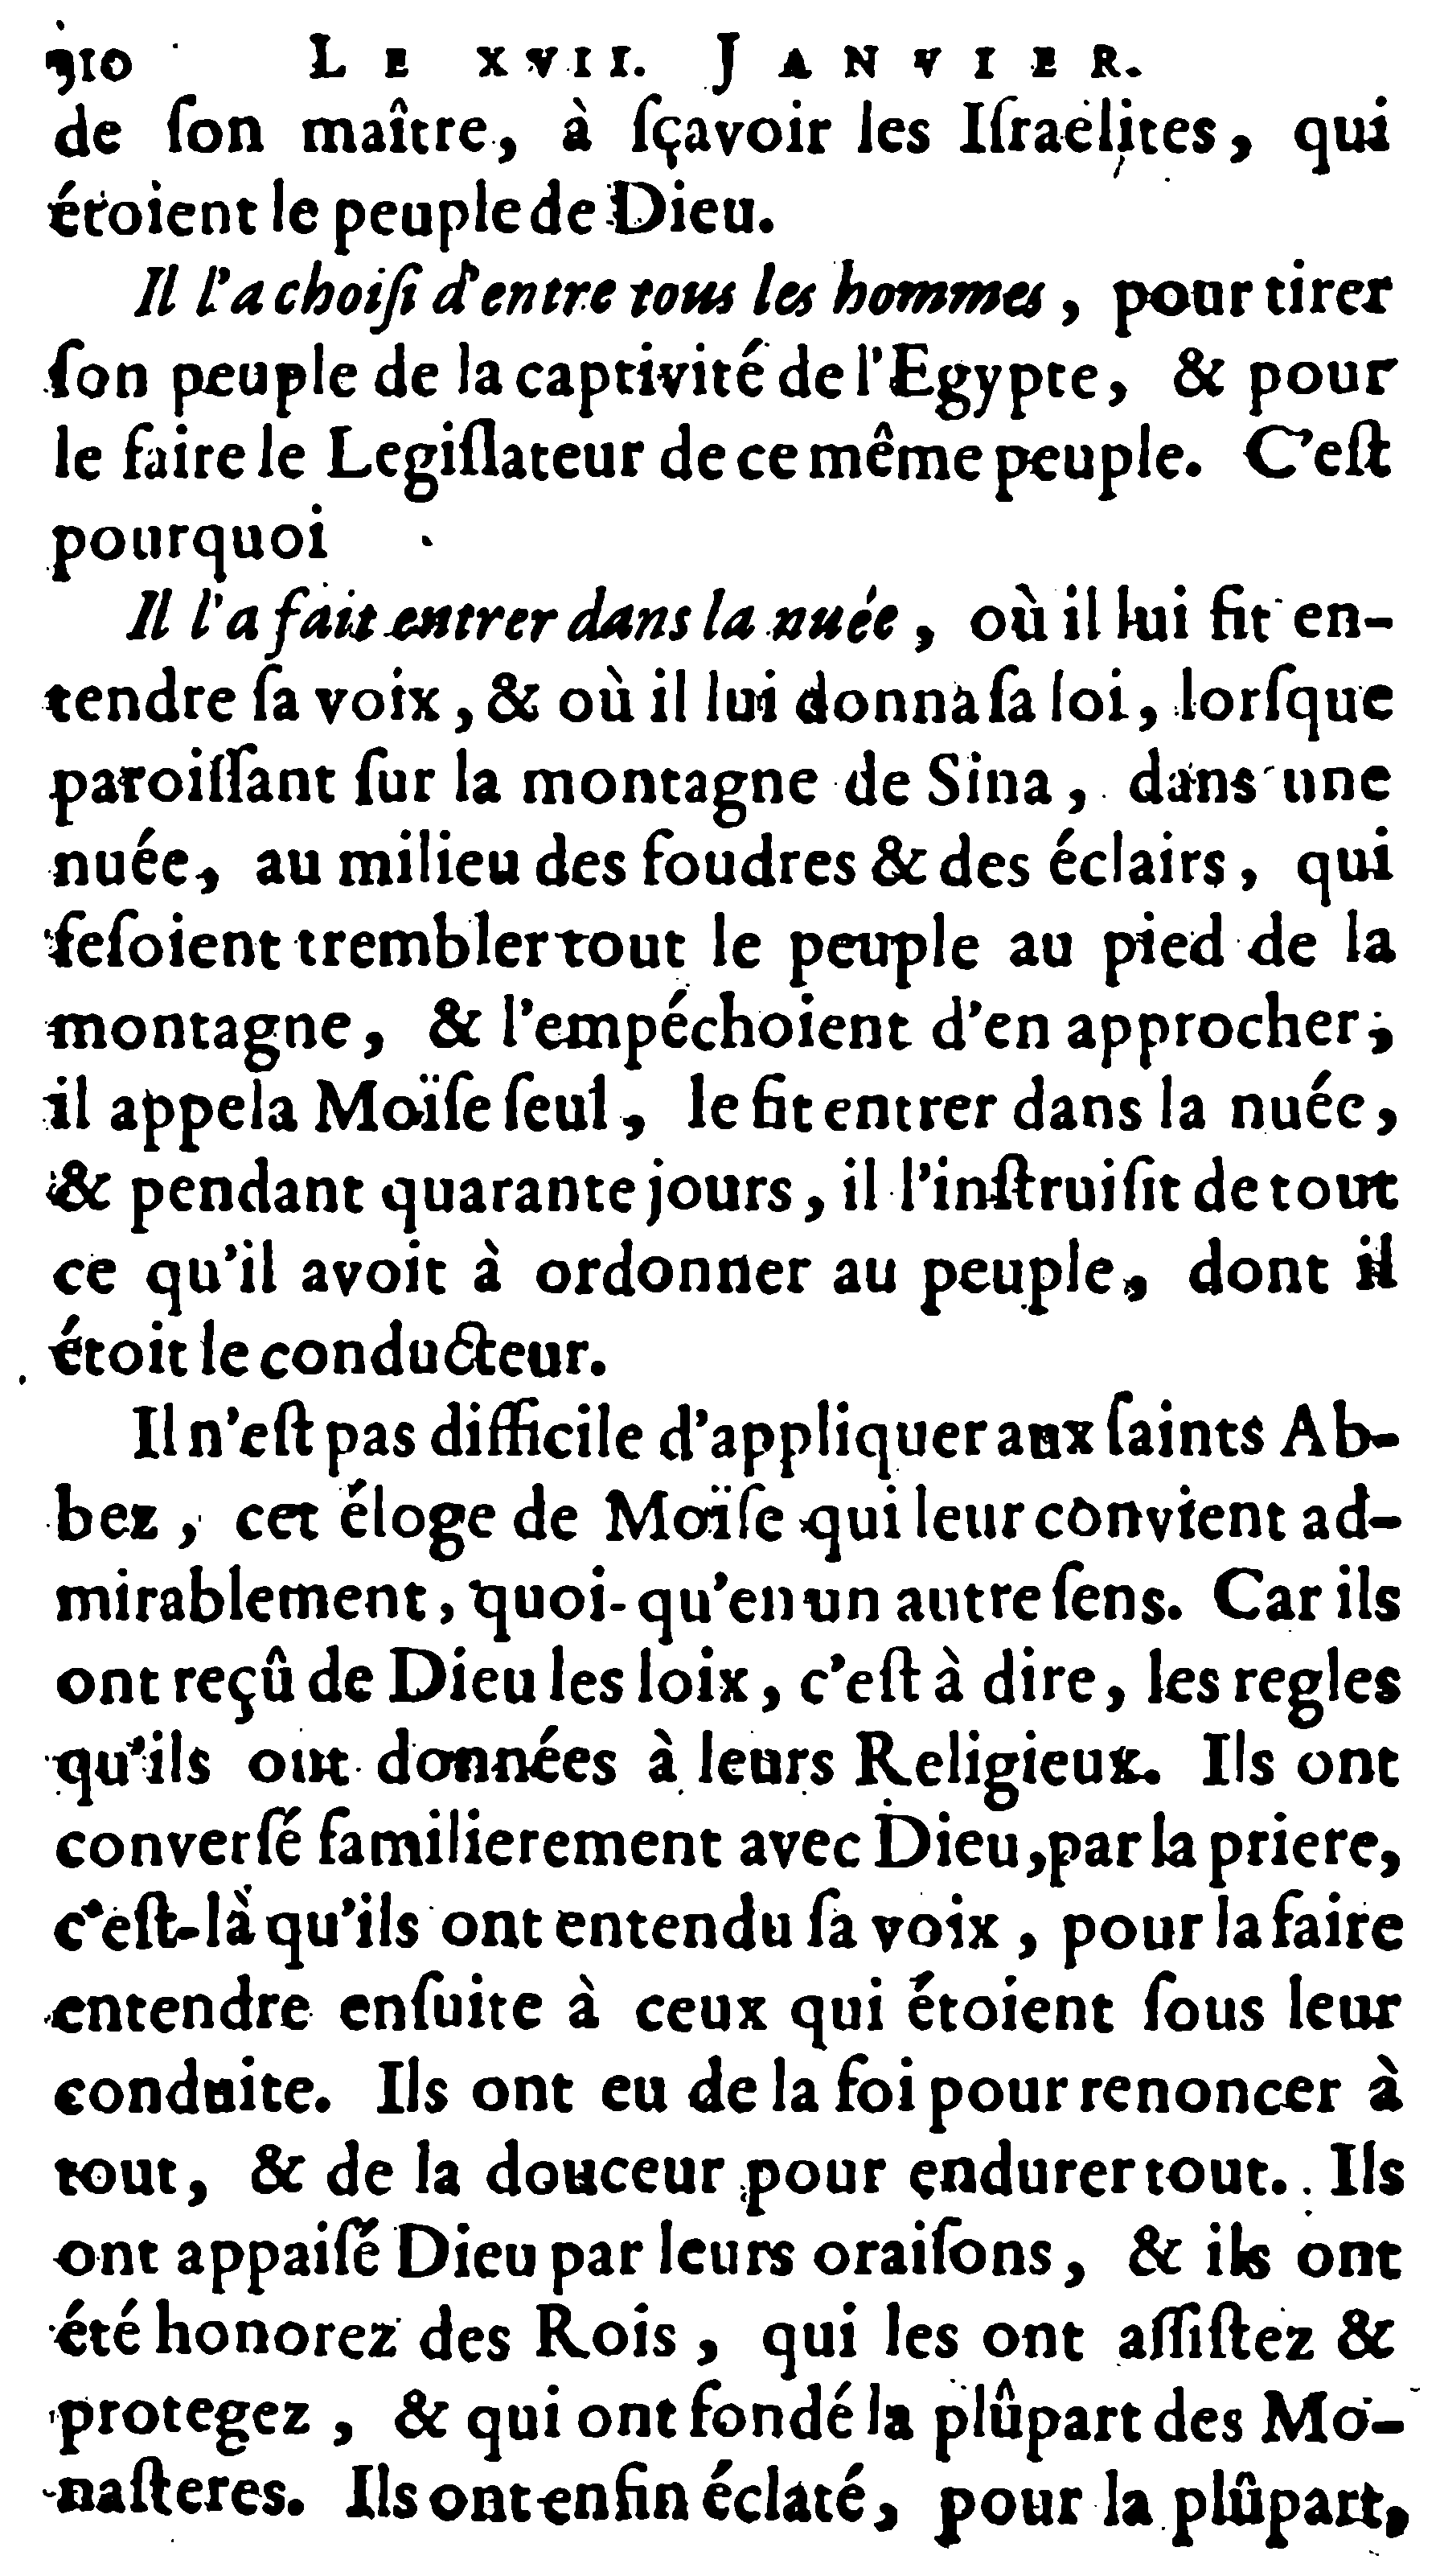 310 LE XVII. JANVIER.
de ſon maître, à ſçavoir les Iſraëlites, qui
étoient le peuple de Dieu.
Il l'a choiſi d'entre tous les hommes, pour tirer
ſon peuple de la captivité de l'Egypte, & pour
le faire le Legiſlateur de ce même peuple. C'eſt
pourquoi
Il l'a fait entrer dans la nuée, où il lui fit en-
tendre ſa voix, & où il lui donna ſa loi, lorſque
paroiſſant ſur la montagne de Sina, dans une
nuée, au milieu des foudres & des éclairs, qui
feſoient trembler tout le peuple au pied de la
montagne, & l'empéchoient d'en approcher;
il appela Moïſe ſeul, le fit entrer dans la nuée,
& pendant quarante jours, il l'inſtruiſit de tout
ce qu'il avoit à ordonner au peuple, dont il
étoit le conducteur.
Il n'eſt pas difficile d'appliquer aux ſaints Ab-
bez, cet éloge de Moïſe qui leur convient ad-
mirablement, quoi-qu'en un autre ſens. Car ils
ont reçû de Dieu les loix, c'eſt à dire, les regles
qu'ils ont données à leurs Religieux. Ils ont
converſé familierement avec Dieu, par la priere,
c'eſt-là qu'ils ont entendu ſa voix, pour la faire
entendre enſuite à ceux qui étoient ſous leur
conduite. Ils ont eu de la foi pour renoncer à
tout, & de la douceur pour endurer tout. Ils
ont appaiſé Dieu par leurs oraiſons, & ils ont
été honorez des Rois, qui les ont aſſiſtez &
protegez, & qui ont fondé la plûpart des Mo-
naſteres. Ils ont enfin éclaté, pour la plûpart,